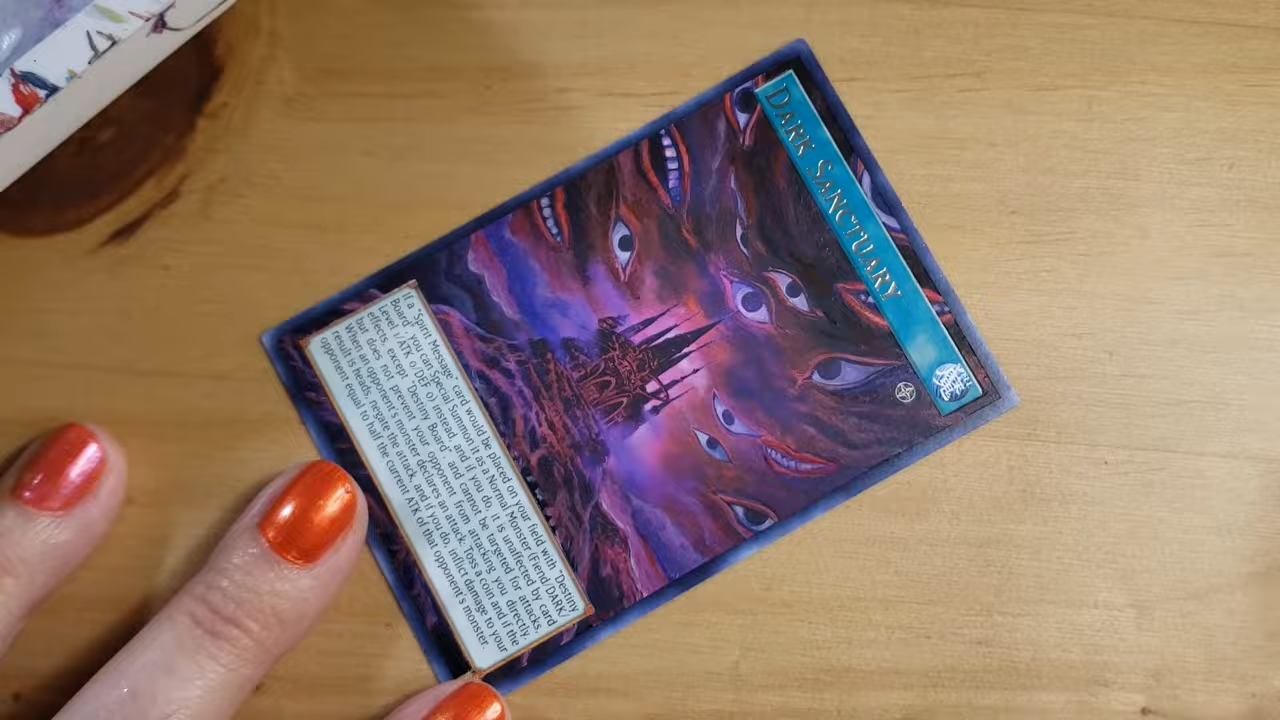 DARK SANCTUARY
If a "Spirit Message" card would be placed on your field with "Destiny
Board", you can Special Summon it as a Normal Monster (Fiend/DARK/
Level 1/ATK 0/DEF 0) instead, and if you do, it is unaffected by card
effects, except "Destiny Board", and cannot be targeted for attacks,
but does not prevent your opponent from attacking you directly.
When an opponent's monster declares an attack: Toss a coin and if the
result is heads, negate the attack, and if you do, inflict damage to your
opponent equal to half the current ATK of that opponent's monster.